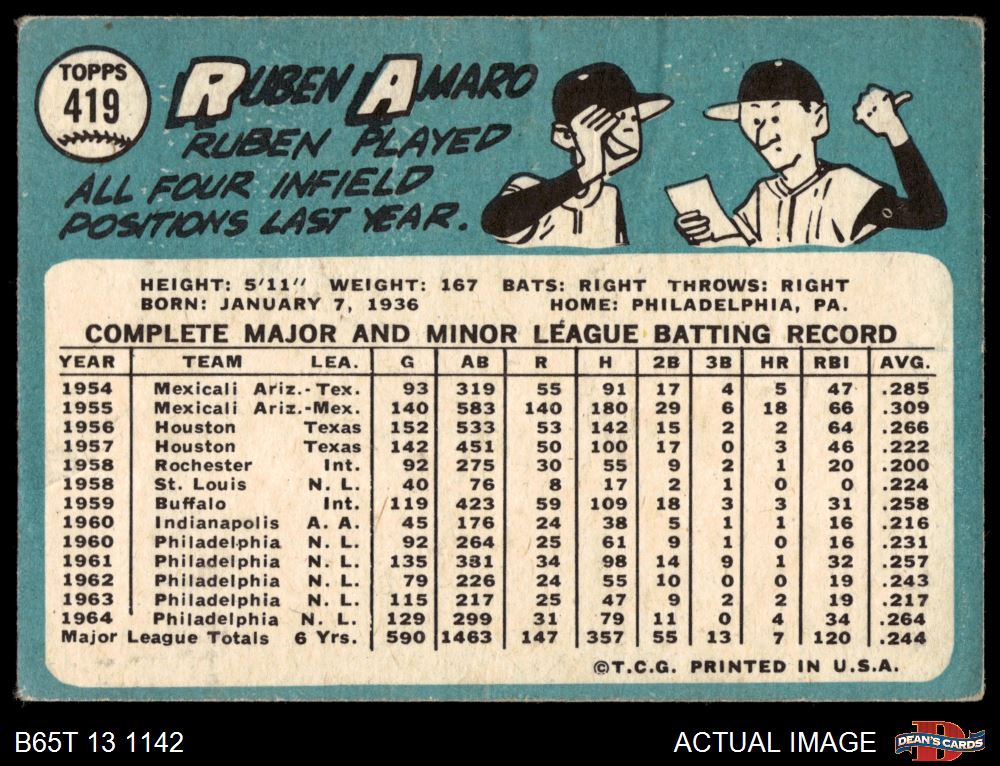 TOPPS
419
RUBEN AMARO
RUBEN PLAYED
ALL FOUR INFIELD
POSITIONS LAST YEAR.
HEIGHT: 5'11" WEIGHT: 167 BATS: RIGHT THROWS: RIGHT
BORN: JANUARY 7, 1936 HOME: PHILADELPHIA, PA.
COMPLETE MAJOR AND MINOR LEAGUE BATTING RECORD
YEAR TEAM LEA. G AB R H 2B 3B HR RBI AVG.
1954 Mexicali Ariz.-Tex. 93 319 55 91 17 4 5 47 .285
1955 Mexicali Ariz.-Mex. 140 583 140 180 29 6 18 66 .309
1956 Houston Texas 152 533 53 142 15 2 2 64 .266
1957 Houston Texas 142 451 50 100 17 0 3 46 .222
1958 Rochester Int. 92 275 30 55 9 2 1 20 .200
1958 St. Louis N. L. 40 76 8 17 2 1 0 0 .224
1959 Buffalo Int. 119 423 59 109 18 3 3 31 .258
1960 Indianapolis A. A. 45 176 24 38 5 1 1 16 .216
1960 Philadelphia N. L. 92 264 25 61 9 1 0 16 .231
1961 Philadelphia N. L. 135 381 34 98 14 9 1 32 .257
1962 Philadelphia N. L. 79 226 24 55 10 0 0 19 .243
1963 Philadelphia N. L. 115 217 25 47 9 2 2 19 .217
1964 Philadelphia N. L. 129 299 31 79 11 0 4 34 .264
Major League Totals 6 Yrs. 590 1463 147 357 55 13 7 120 .244
©T.C.G. PRINTED IN U.S.A.
B65T 13 1142
ACTUAL IMAGE
DEAN'S CARDS